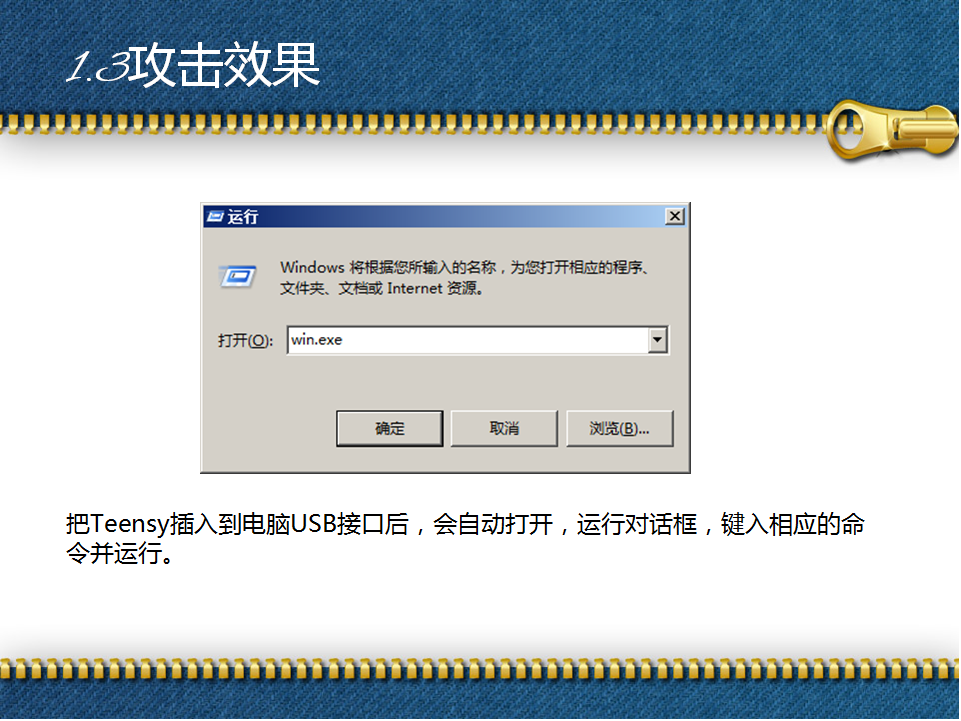 1.3攻击效果
运行
Windows 将根据您所输入的名称，为您打开相应的程序、
文件夹、文档或 Internet 资源。
打开(O): win.exe
确定 取消 浏览(B)...
把Teensy插入到电脑USB接口后，会自动打开，运行对话框，键入相应的命
令并运行。